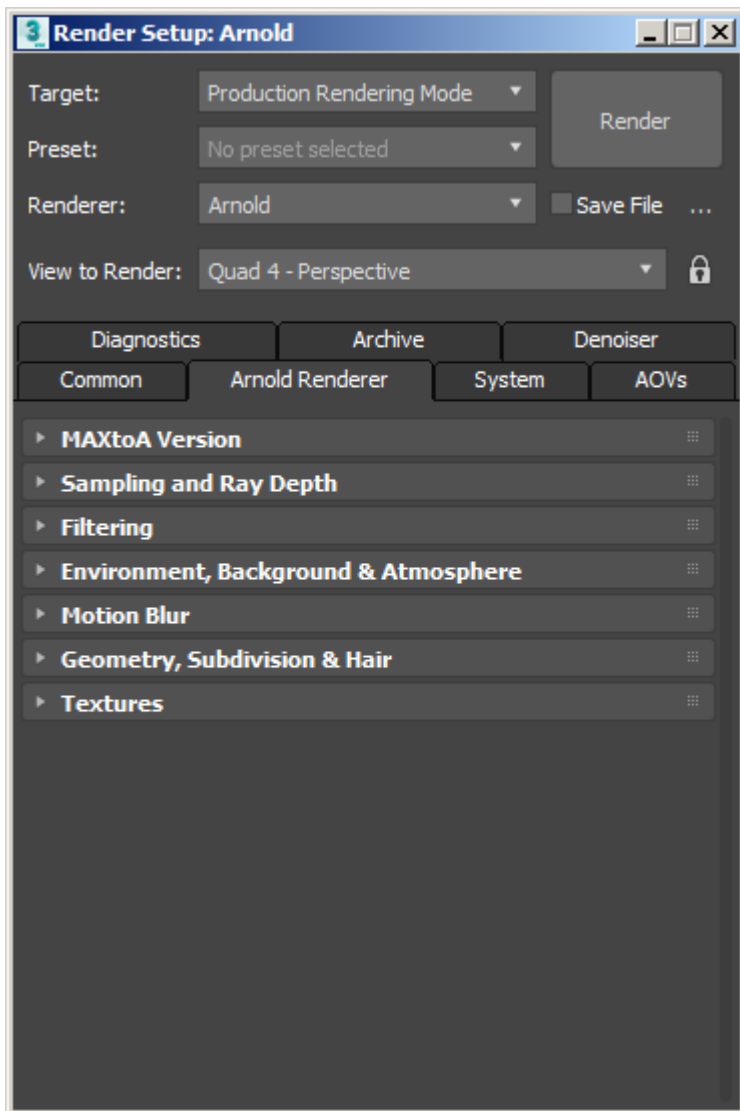 Render Setup: Arnold
Target: Production Rendering Mode
Render
Preset: No preset selected
Renderer: Arnold Save File ...
View to Render: Quad 4 - Perspective
Diagnostics Archive Denoiser
Common Arnold Renderer System AOVs
MAXtoA Version
Sampling and Ray Depth
Filtering
Environment, Background & Atmosphere
Motion Blur
Geometry, Subdivision & Hair
Textures